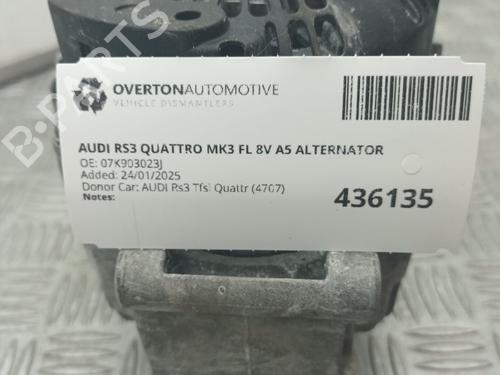 OVERTONAUTOMOTIVE
VEHICLE DISMANTLERS
AUDI RS3 QUATTRO MK3 FL 8V A5 ALTERNATOR
OE: 07K903023J
Added: 24/01/2025
Donor Car: AUDI Rs3 Tfsi Quattr (4707)
Notes:
436135
B-PARTS